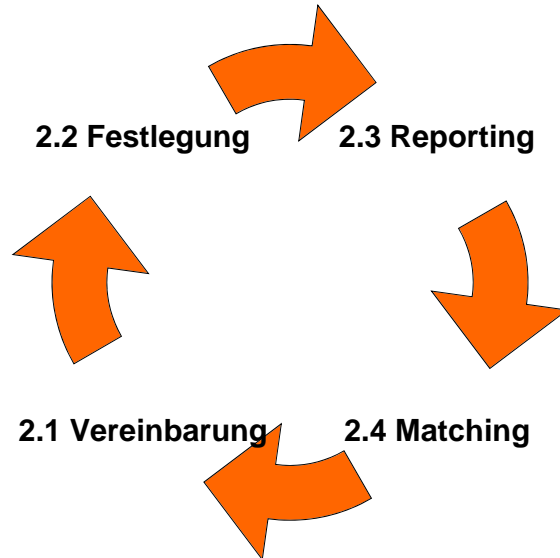 2.2 Festlegung
2.3 Reporting
2.1 Vereinbarung
2.4 Matching